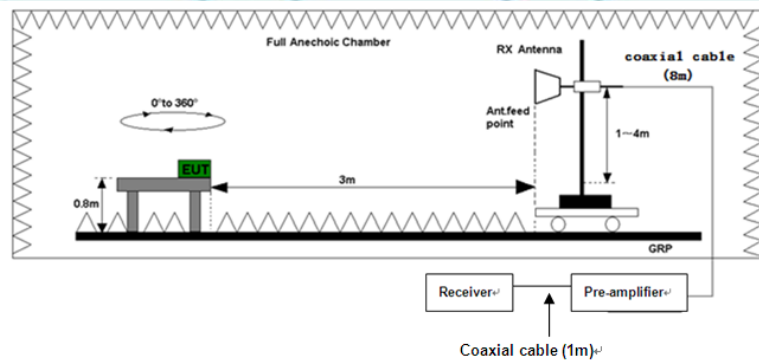 Full Anechoic Chamber
RX Antenna
coaxial cable
(8m)
0°to 360°
Ant.feed
point
1～4m
EUT
3m
0.8m
GRP
Receiver↵
Pre-amplifier↵
Coaxial cable (1m)↵